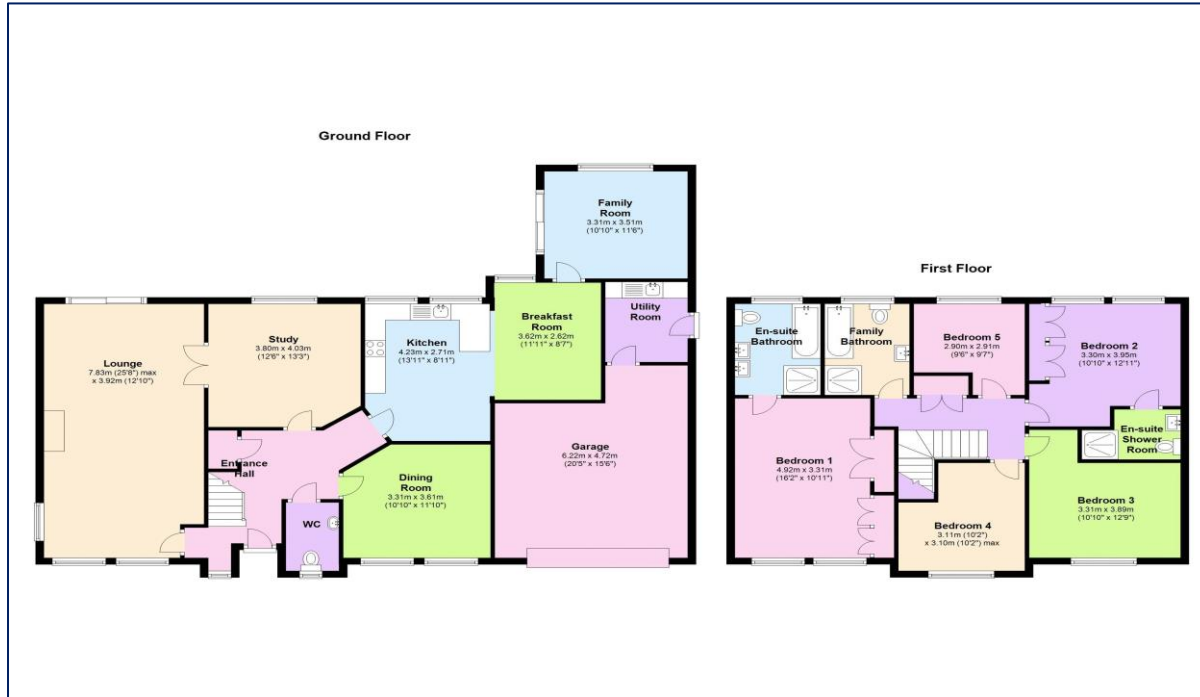 Ground Floor
Family
Room
3.31m x 3.51m
(10'10" x 11'6")
Lounge
7.83m (25'8") max
x 3.92m (12'10")
Study
3.80m x 4.03m
(12'6" x 13'3")
Kitchen
4.23m x 2.71m
(13'11" x 8'11")
Breakfast
Room
3.62m x 2.62m
(11'11" x 8'7")
Utility
Room
Entrance
Hall
WC
Dining
Room
3.31m x 3.61m
(10'10" x 11'10")
Garage
6.22m x 4.72m
(20'5" x 15'6")
First Floor
En-suite
Bathroom
Family
Bathroom
Bedroom 5
2.90m x 2.91m
(9'6" x 9'7")
Bedroom 2
3.30m x 3.95m
(10'10" x 12'11")
En-suite
Shower
Room
Bedroom 1
4.92m x 3.31m
(16'2" x 10'11")
Bedroom 4
3.11m (10'2")
x 3.10m (10'2") max
Bedroom 3
3.31m x 3.89m
(10'10" x 12'9")